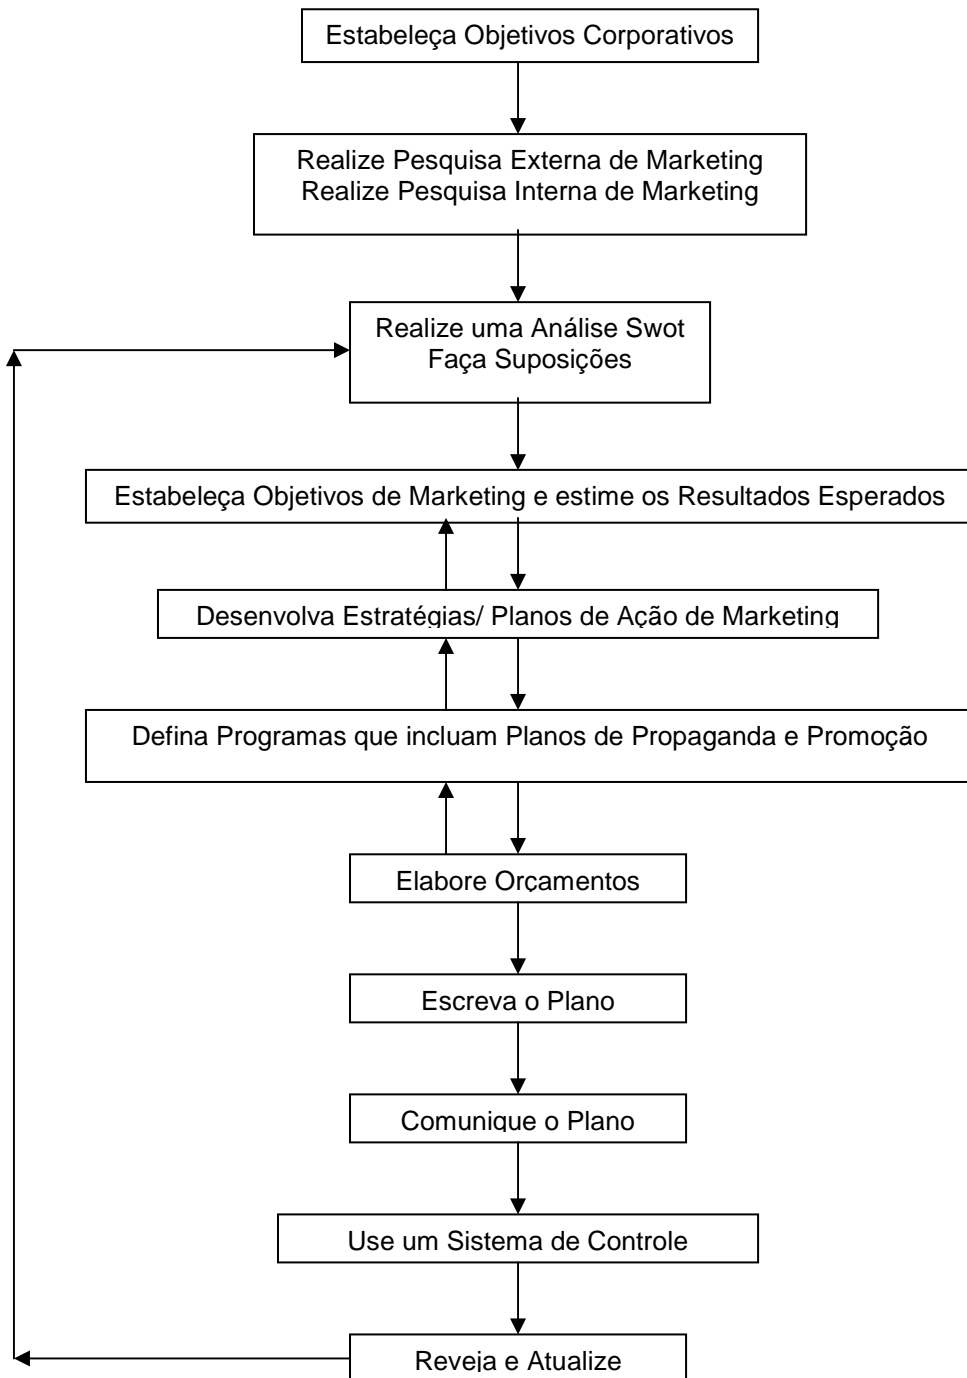 Estabeleça Objetivos Corporativos
Realize Pesquisa Externa de Marketing
Realize Pesquisa Interna de Marketing
Realize uma Análise Swot
Faça Suposições
Estabeleça Objetivos de Marketing e estime os Resultados Esperados
Desenvolva Estratégias/ Planos de Ação de Marketing
Defina Programas que incluam Planos de Propaganda e Promoção
Elabore Orçamentos
Escreva o Plano
Comunique o Plano
Use um Sistema de Controle
Reveja e Atualize